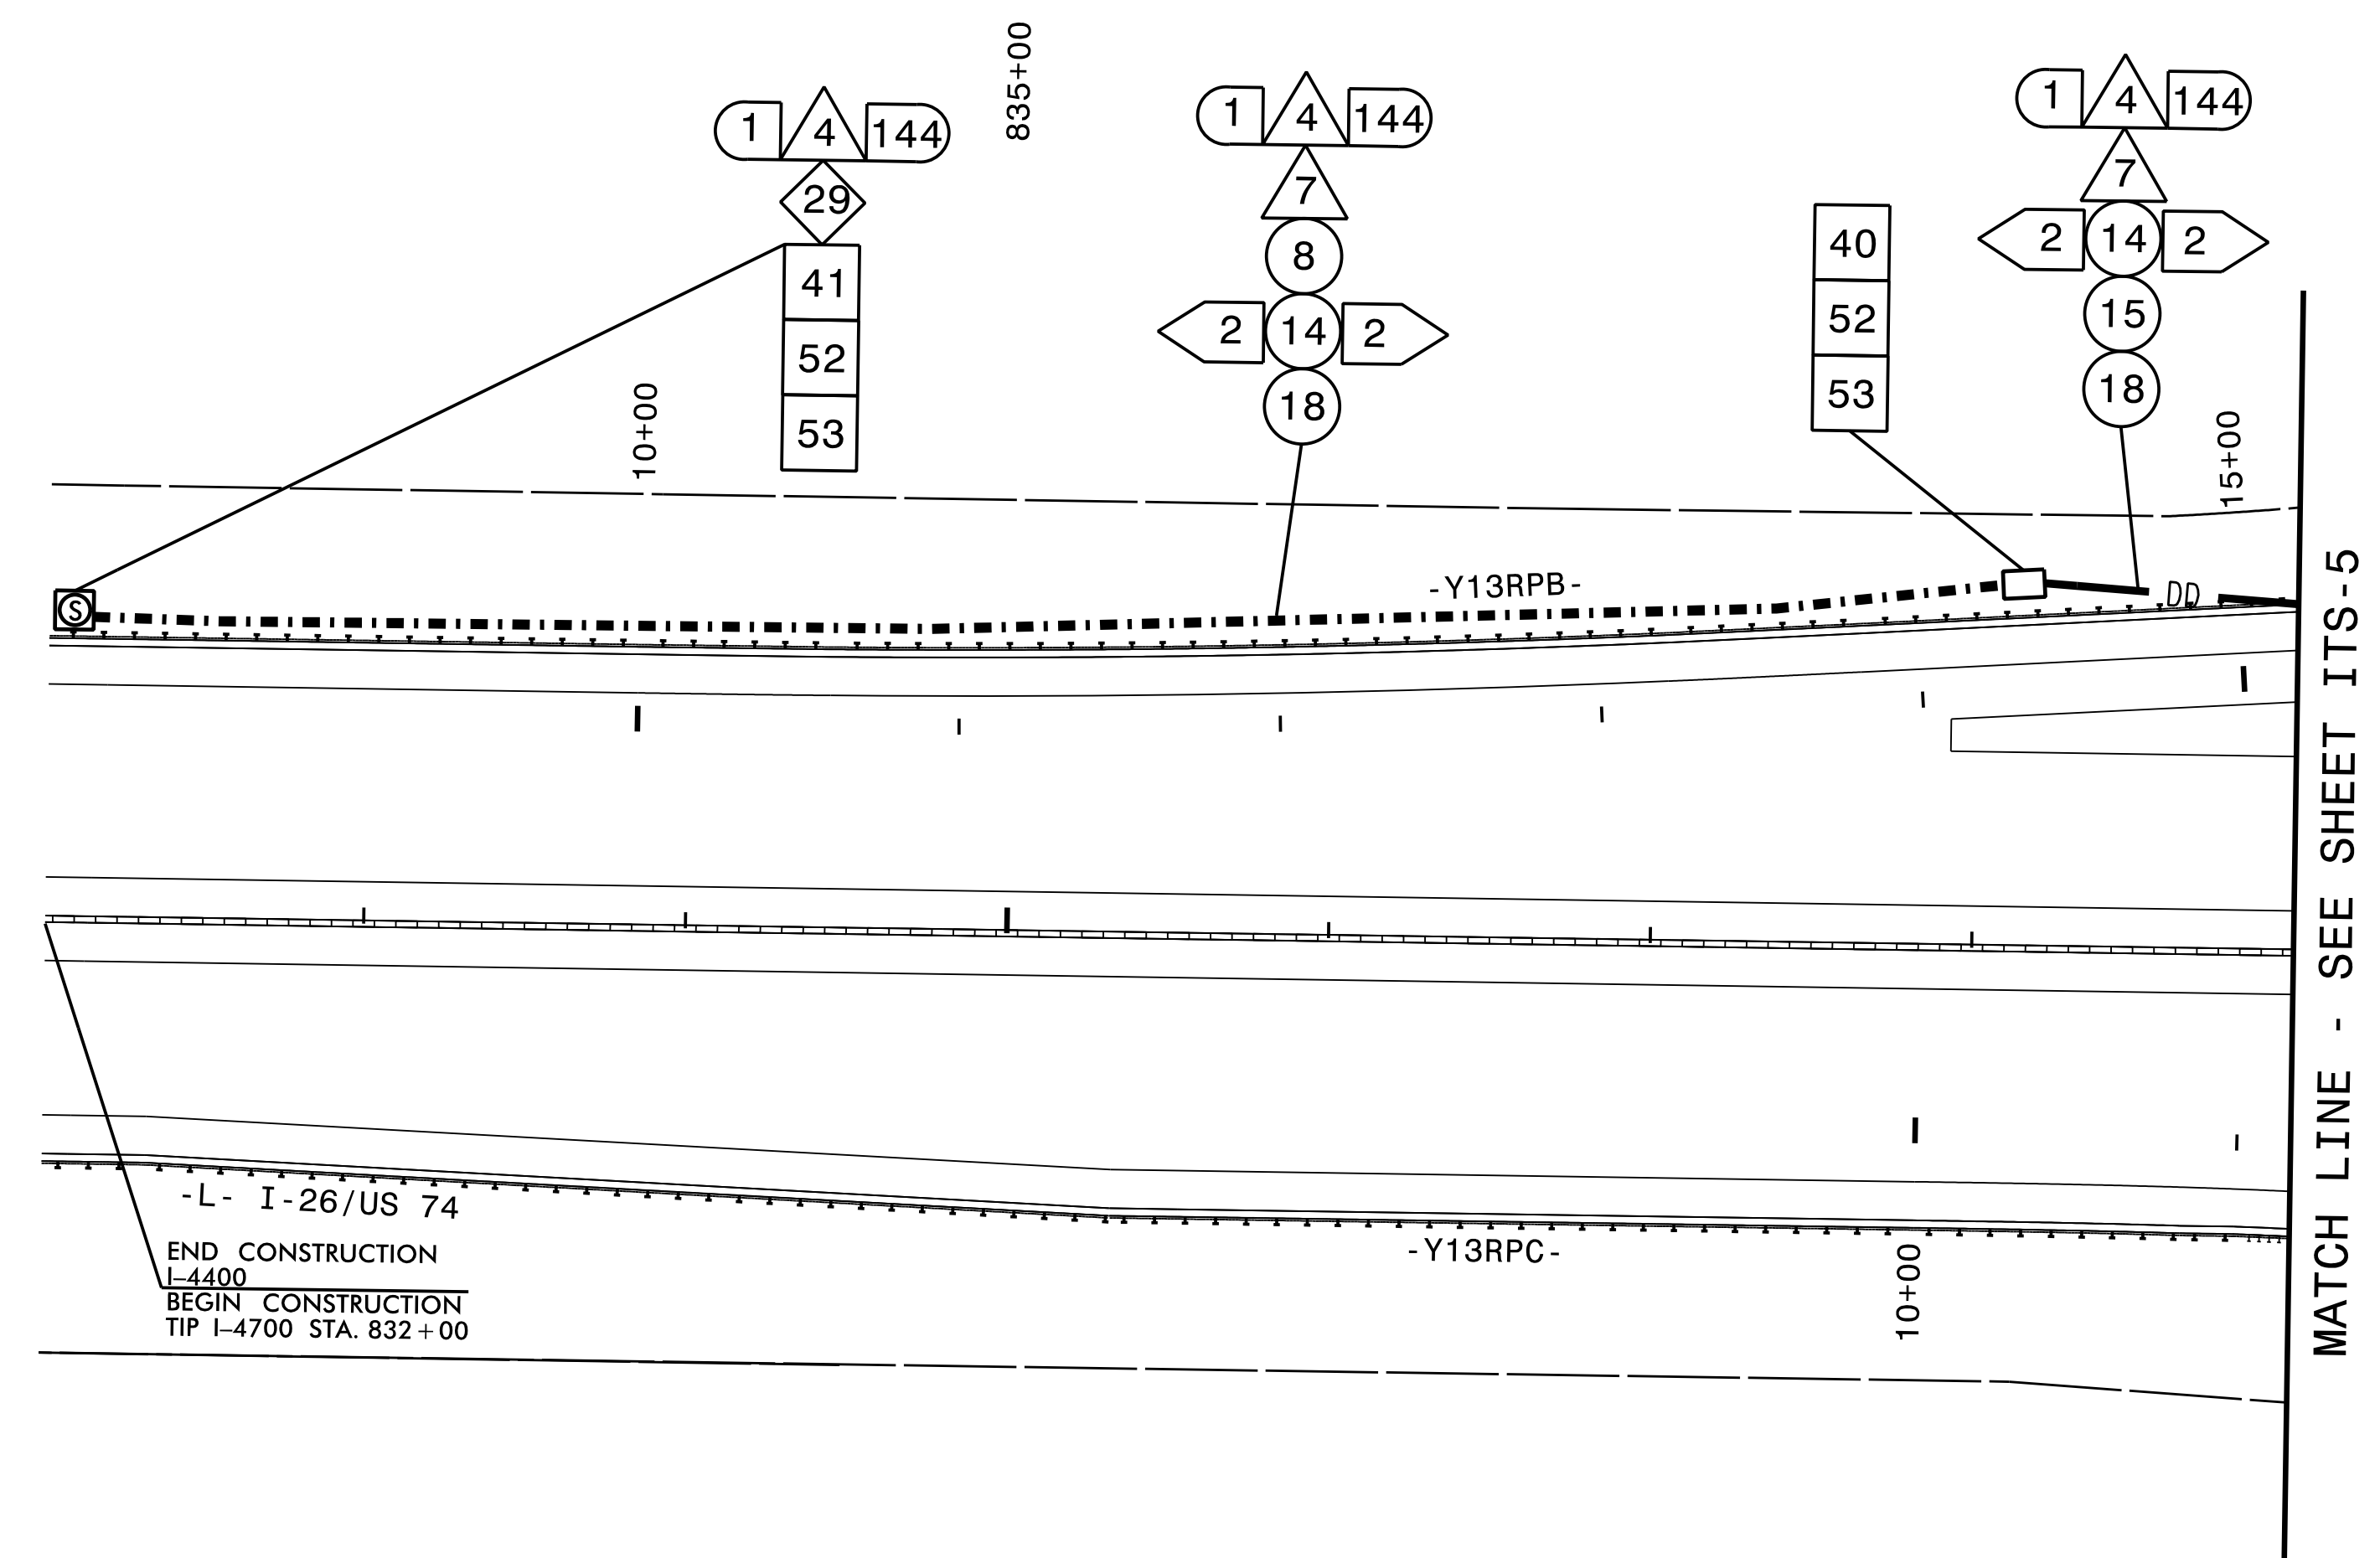 835+00
1 4 144
29
41
52
53
10+00
1 4 144
7
8
2 14 2
18
40
52
53
1 4 144
7
2 14 2
15
18
15+00
S
-Y13RPB-
DD
-L- I-26/US 74
END CONSTRUCTION
I-4400
BEGIN CONSTRUCTION
TIP I-4700 STA. 832+00
-Y13RPC-
10+00
MATCH LINE - SEE SHEET ITS-5